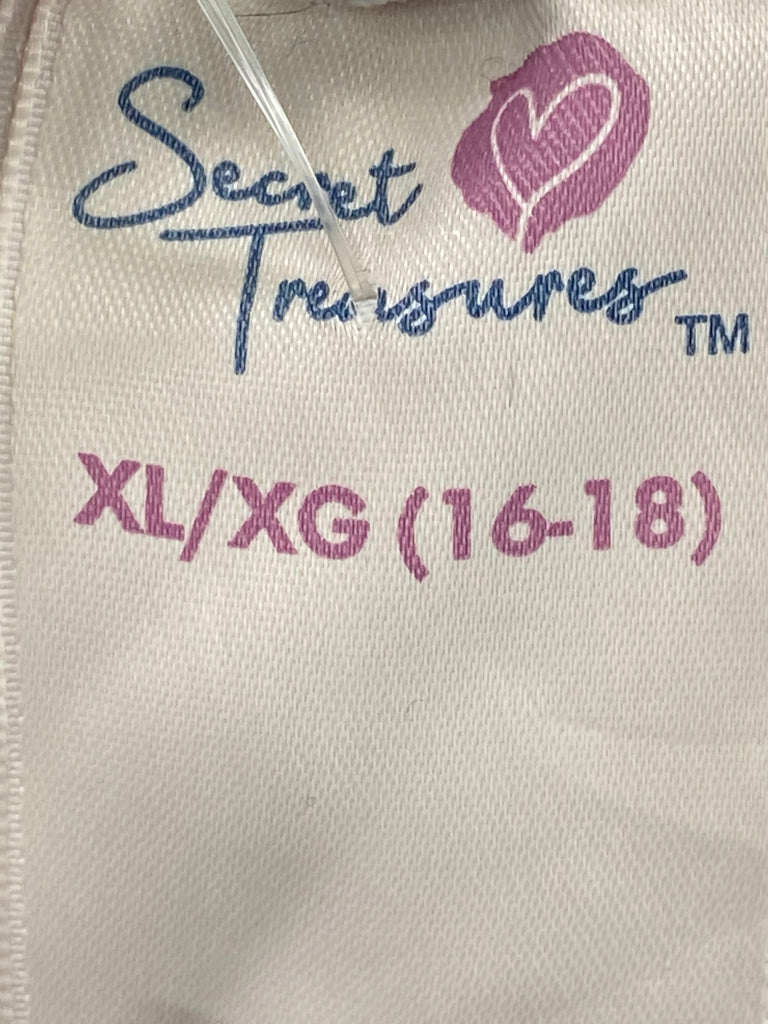 Secret
Treasures
TM
XL/XG (16-18)